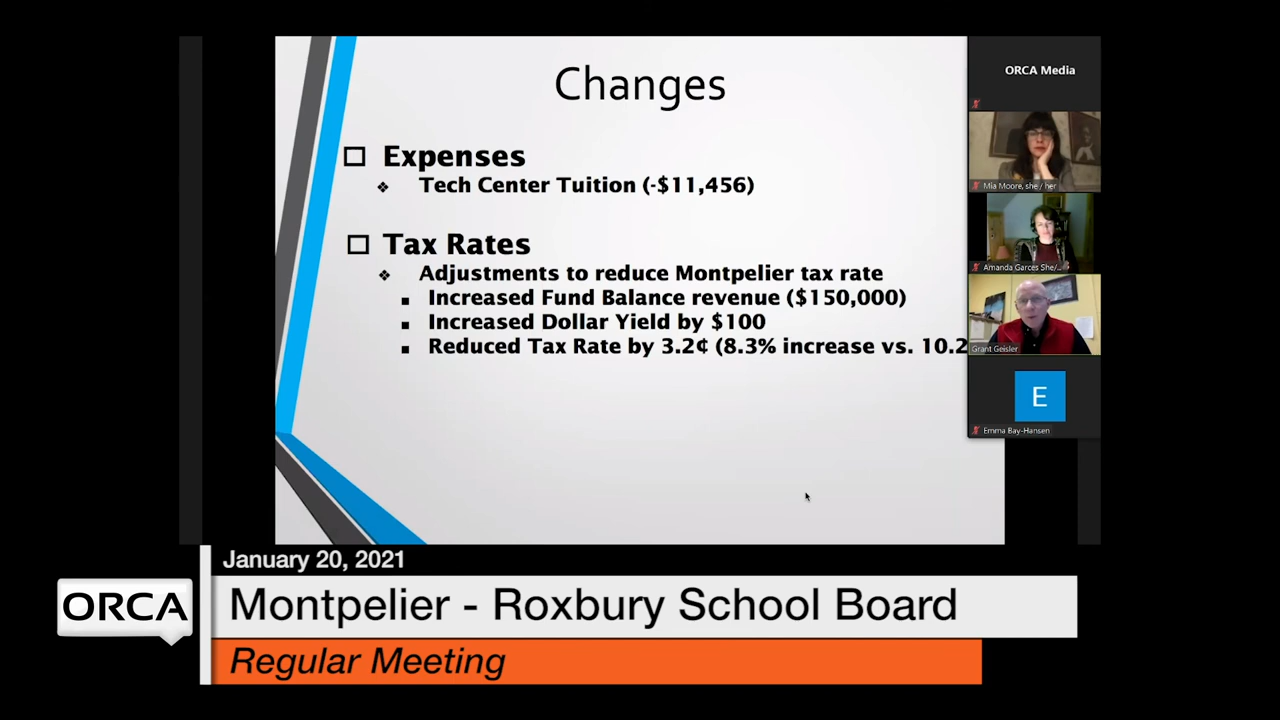 Changes
Expenses
Tech Center Tuition (-$11,456)
Tax Rates
Adjustments to reduce Montpelier tax rate
Increased Fund Balance revenue ($150,000)
Increased Dollar Yield by $100
Reduced Tax Rate by 3.2¢ (8.3% increase vs. 10.2
ORCA Media
Mia Moore, she / her
Amanda Garces She/...
Grant Geisler
E
Emma Bay-Hansen
January 20, 2021
ORCA
Montpelier - Roxbury School Board
Regular Meeting